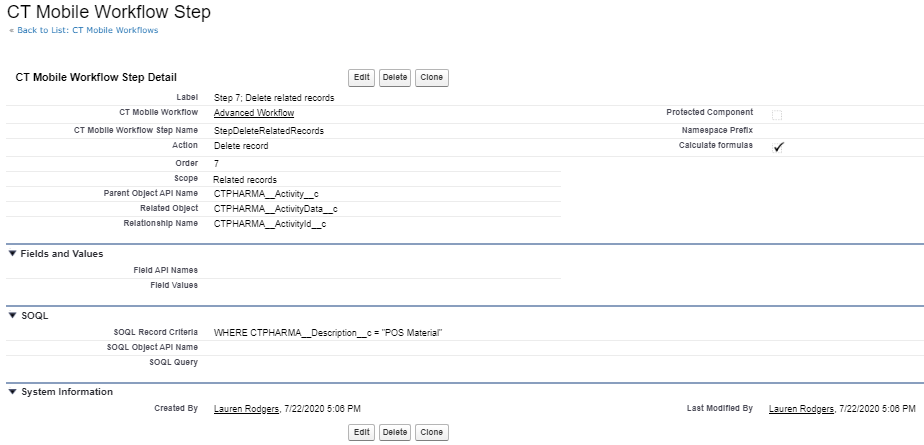 CT Mobile Workflow Step
« Back to List: CT Mobile Workflows
CT Mobile Workflow Step Detail
Edit Delete Clone
Label Step 7; Delete related records
CT Mobile Workflow Advanced Workflow Protected Component
CT Mobile Workflow Step Name StepDeleteRelatedRecords Namespace Prefix
Action Delete record Calculate formulas ✓
Order 7
Scope Related records
Parent Object API Name CTPHARMA__Activity__c
Related Object CTPHARMA__ActivityData__c
Relationship Name CTPHARMA__ActivityId__c
▼ Fields and Values
Field API Names
Field Values
▼ SOQL
SOQL Record Criteria WHERE CTPHARMA__Description__c = "POS Material"
SOQL Object API Name
SOQL Query
▼ System Information
Created By Lauren Rodgers, 7/22/2020 5:06 PM Last Modified By Lauren Rodgers, 7/22/2020 5:06 PM
Edit Delete Clone